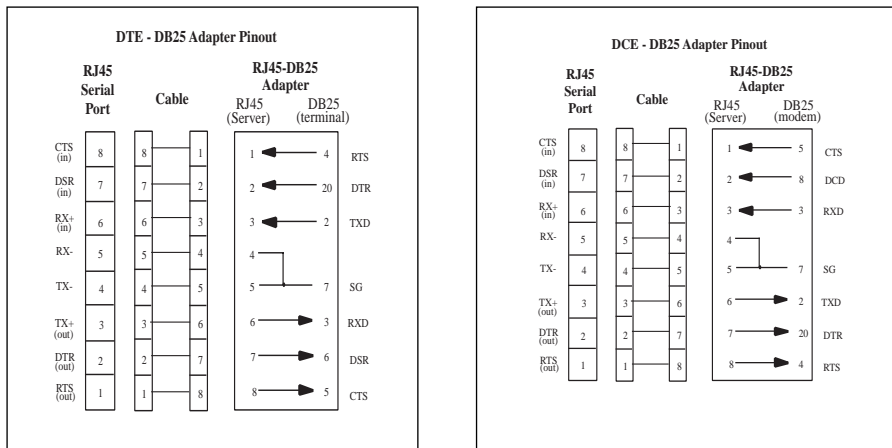 DTE - DB25 Adapter Pinout
RJ45
Serial
Port
Cable
RJ45-DB25
Adapter
RJ45
(Server)
DB25
(terminal)
CTS
(in)
8 8 1 1 4 RTS
DSR
(in)
7 7 2 2 20 DTR
RX+
(in)
6 6 3 3 2 TXD
RX- 5 5 4 4
TX- 4 4 5 5 7 SG
TX+
(out)
3 3 6 6 3 RXD
DTR
(out)
2 2 7 7 6 DSR
RTS
(out)
1 1 8 8 5 CTS
DCE - DB25 Adapter Pinout
RJ45
Serial
Port
Cable
RJ45-DB25
Adapter
RJ45
(Server)
DB25
(modem)
CTS
(in)
8 8 1 1 5 CTS
DSR
(in)
7 7 2 2 8 DCD
RX+
(in)
6 6 3 3 3 RXD
RX- 5 5 4 4
TX- 4 4 5 5 7 SG
TX+
(out)
3 3 6 6 2 TXD
DTR
(out)
2 2 7 7 20 DTR
RTS
(out)
1 1 8 8 4 RTS